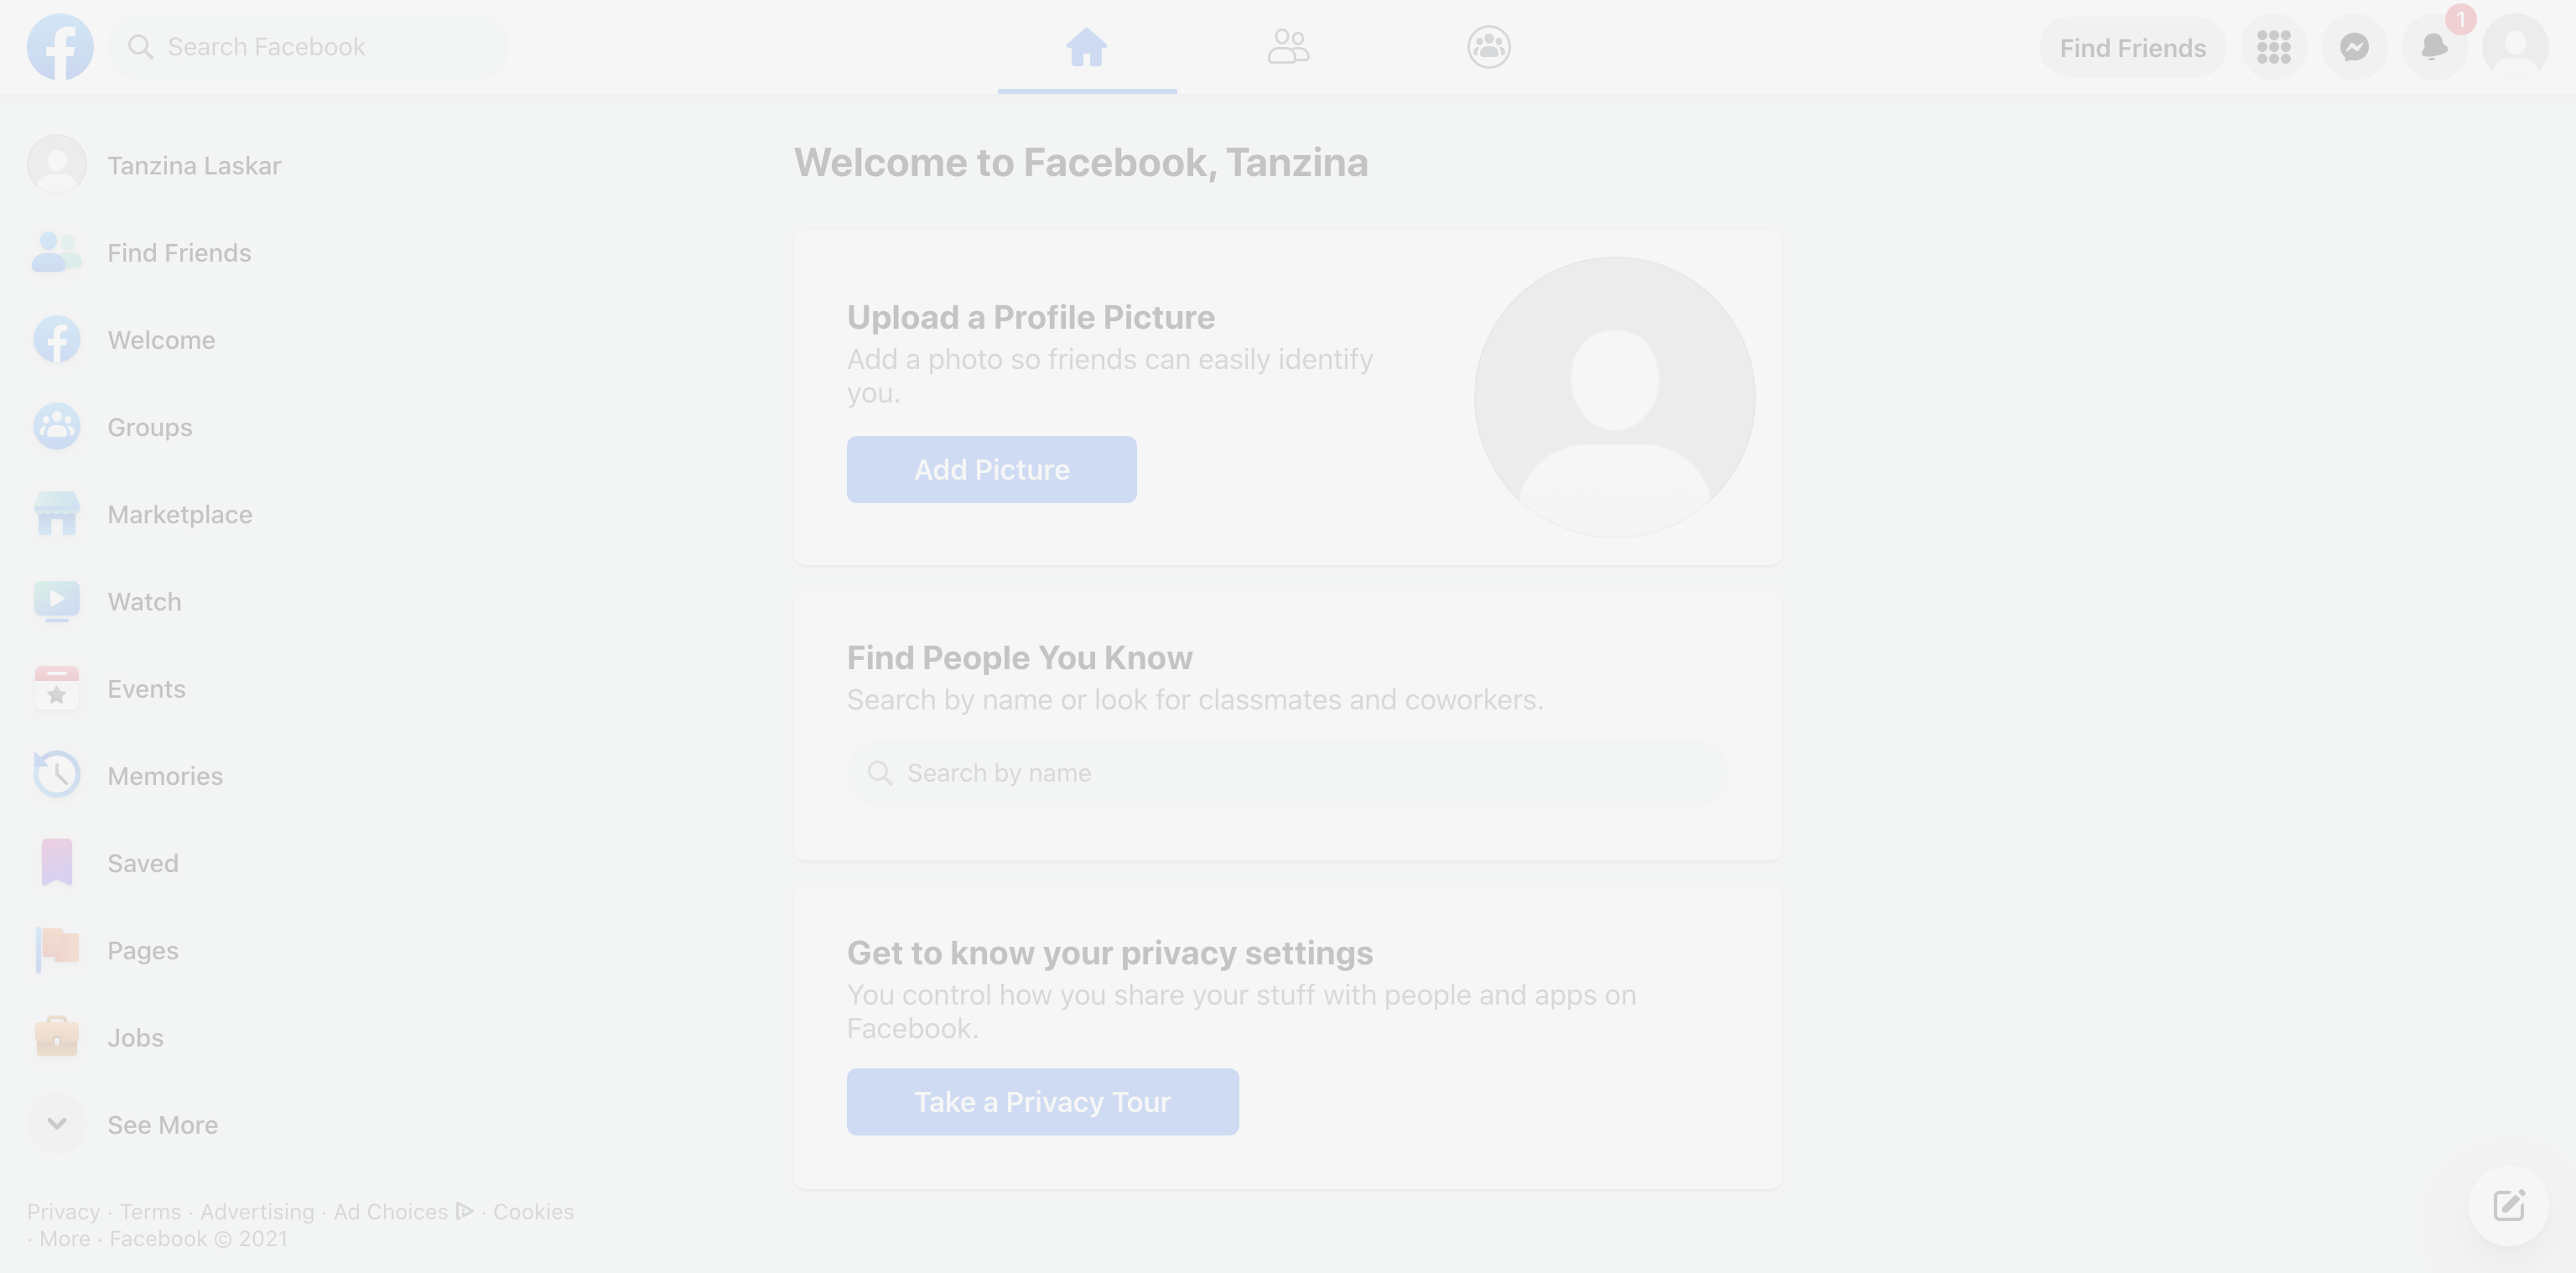 Search Facebook
Find Friends
1
Tanzina Laskar
Find Friends
Welcome
Groups
Marketplace
Watch
Events
Memories
Saved
Pages
Jobs
See More
Privacy · Terms · Advertising · Ad Choices · Cookies
· More · Facebook © 2021
Welcome to Facebook, Tanzina
Upload a Profile Picture
Add a photo so friends can easily identify
you.
Add Picture
Find People You Know
Search by name or look for classmates and coworkers.
Search by name
Get to know your privacy settings
You control how you share your stuff with people and apps on
Facebook.
Take a Privacy Tour